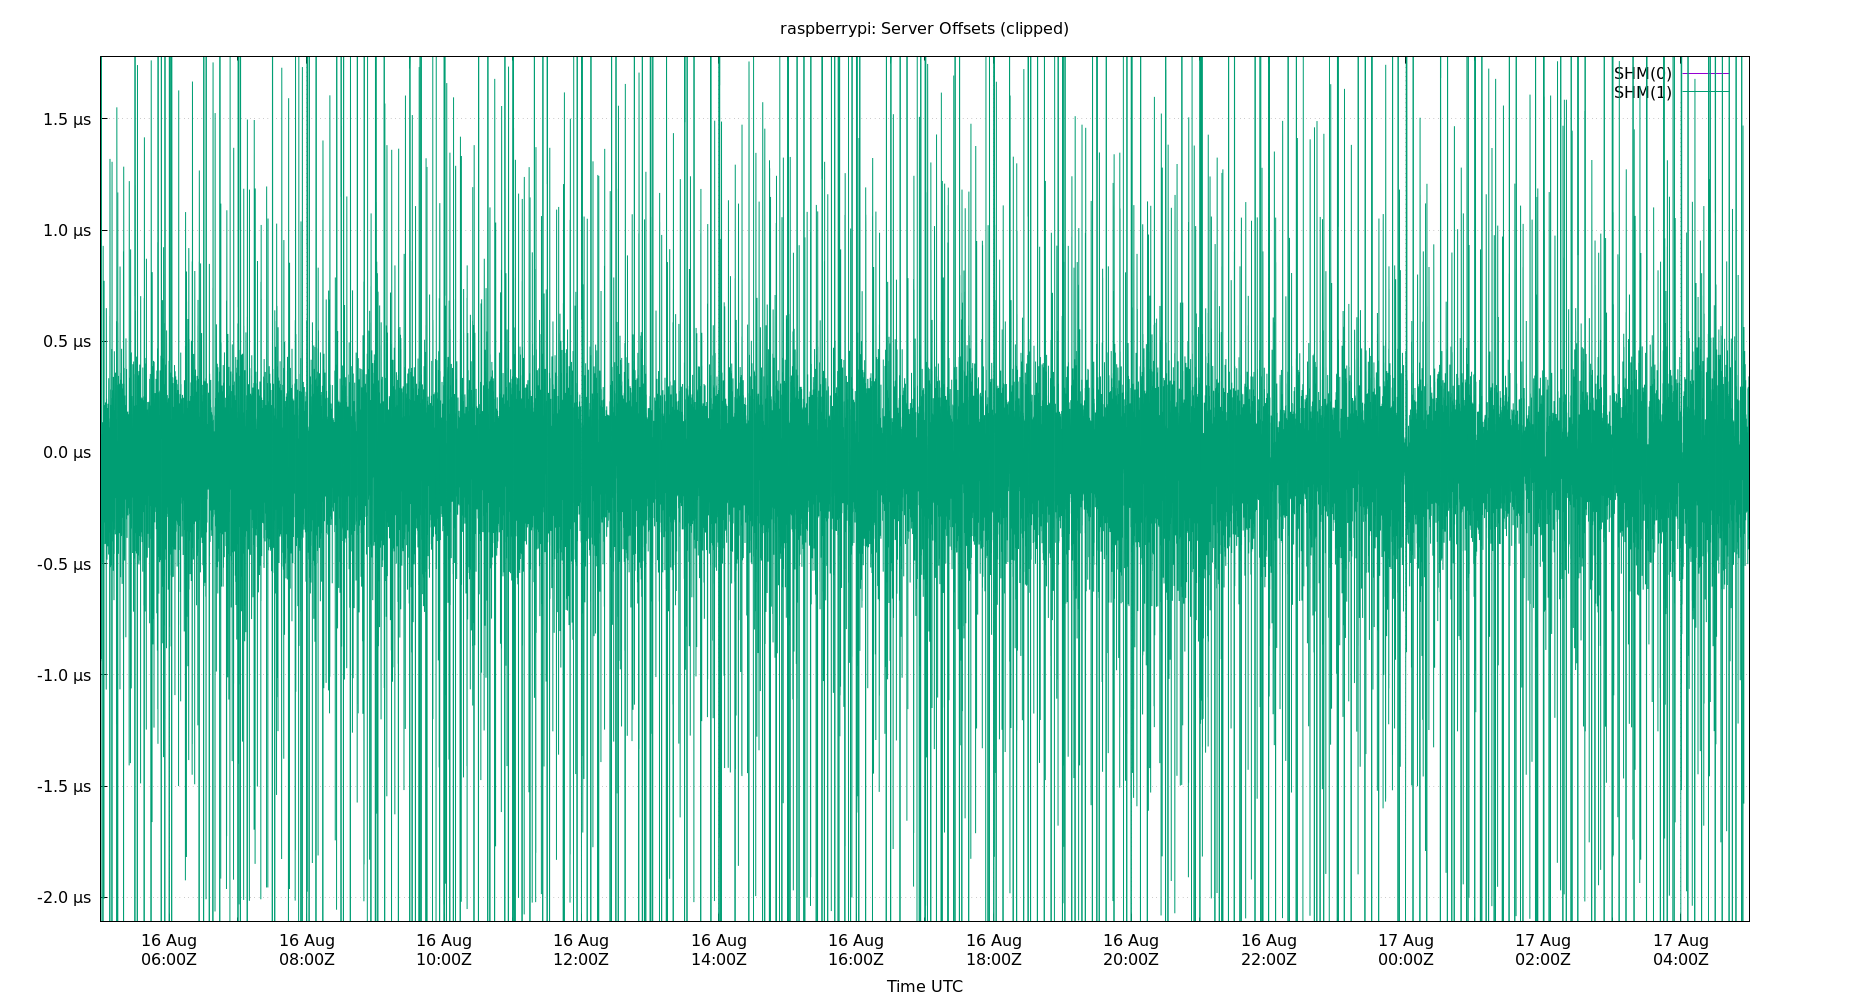 raspberrypi: Server Offsets (clipped)
SHM(0)
SHM(1)
1.5 µs
1.0 µs
0.5 µs
0.0 µs
-0.5 µs
-1.0 µs
-1.5 µs
-2.0 µs
16 Aug 16 Aug 16 Aug 16 Aug 16 Aug 16 Aug 16 Aug 16 Aug 16 Aug 17 Aug 17 Aug 17 Aug
06:00Z 08:00Z 10:00Z 12:00Z 14:00Z 16:00Z 18:00Z 20:00Z 22:00Z 00:00Z 02:00Z 04:00Z
Time UTC